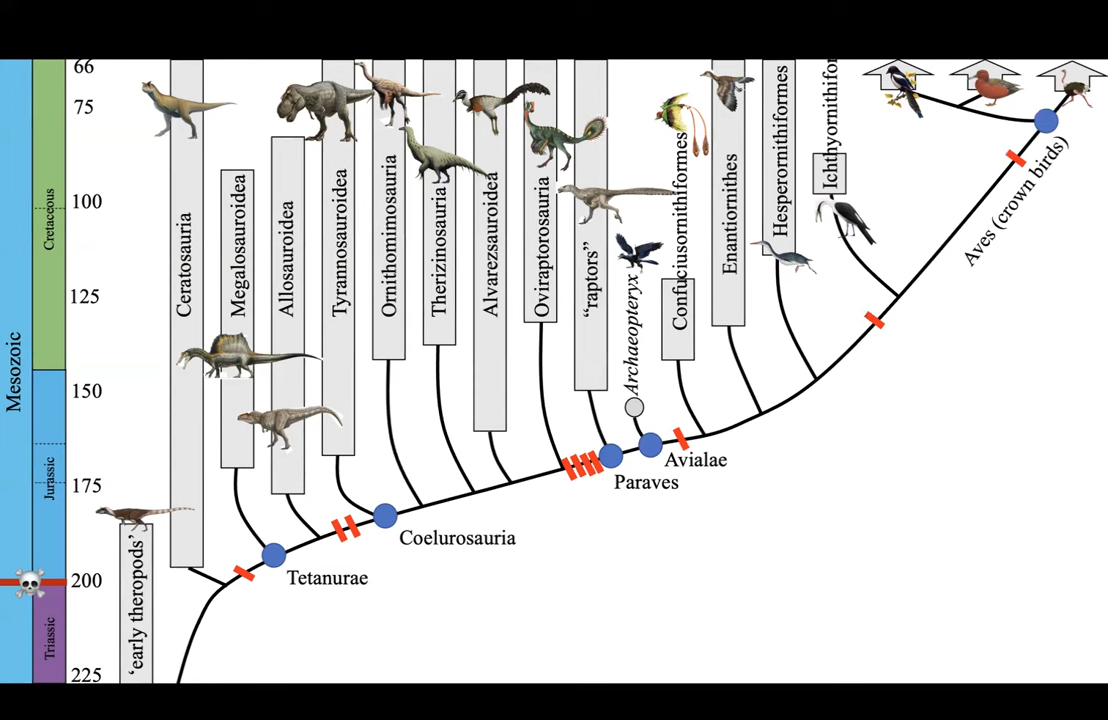 66
75
100
125
150
175
200
225
Mesozoic
Cretaceous
Jurassic
Triassic
'early theropods'
Ceratosauria
Megalosauroidea
Allosauroidea
Tyrannosauroidea
Ornithomimosauria
Therizinosauria
Alvarezsauroidea
Oviraptorosauria
“raptors”
Archaeopteryx
Confuciusornithiformes
Enantiornithes
Hesperornithiformes
Ichthyornithifor
Tetanurae
Coelurosauria
Paraves
Avialae
Aves (crown birds)